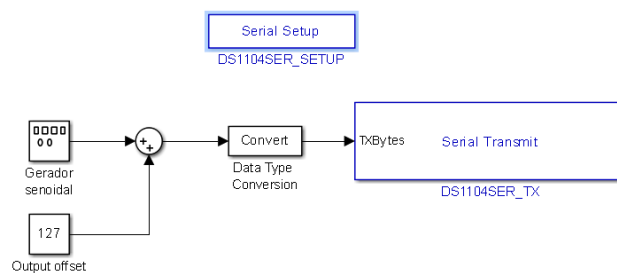 Serial Setup
DS1104SER_SETUP
Gerador
senoidal
Convert
Data Type
Conversion
TXBytes
Serial Transmit
DS1104SER_TX
127
Output offset